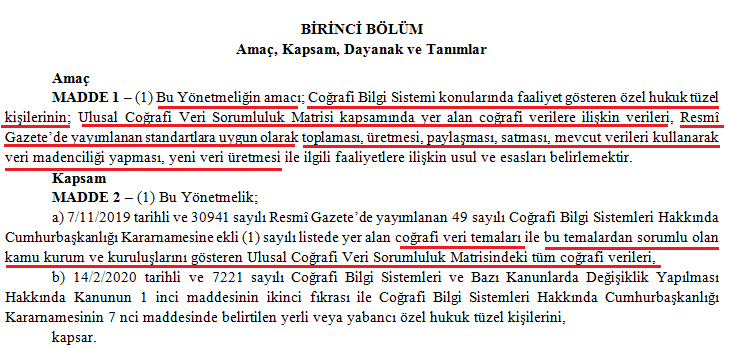 BİRİNCİ BÖLÜM
Amaç, Kapsam, Dayanak ve Tanımlar
Amaç
MADDE 1 – (1) Bu Yönetmeliğin amacı; Coğrafi Bilgi Sistemi konularında faaliyet gösteren özel hukuk tüzel
kişilerinin; Ulusal Coğrafi Veri Sorumluluk Matrisi kapsamında yer alan coğrafi verilere ilişkin verileri, Resmî
Gazete’de yayımlanan standartlara uygun olarak toplaması, üretmesi, paylaşması, satması, mevcut verileri kullanarak
veri madenciliği yapması, yeni veri üretmesi ile ilgili faaliyetlere ilişkin usul ve esasları belirlemektir.
Kapsam
MADDE 2 – (1) Bu Yönetmelik;
a) 7/11/2019 tarihli ve 30941 sayılı Resmî Gazete’de yayımlanan 49 sayılı Coğrafi Bilgi Sistemleri Hakkında
Cumhurbaşkanlığı Kararnamesine ekli (1) sayılı listede yer alan coğrafi veri temaları ile bu temalardan sorumlu olan
kamu kurum ve kuruluşlarını gösteren Ulusal Coğrafi Veri Sorumluluk Matrisindeki tüm coğrafi verileri,
b) 14/2/2020 tarihli ve 7221 sayılı Coğrafi Bilgi Sistemleri ve Bazı Kanunlarda Değişiklik Yapılması
Hakkında Kanunun 1 inci maddesinin ikinci fıkrası ile Coğrafi Bilgi Sistemleri Hakkında Cumhurbaşkanlığı
Kararnamesinin 7 nci maddesinde belirtilen yerli veya yabancı özel hukuk tüzel kişilerini,
kapsar.